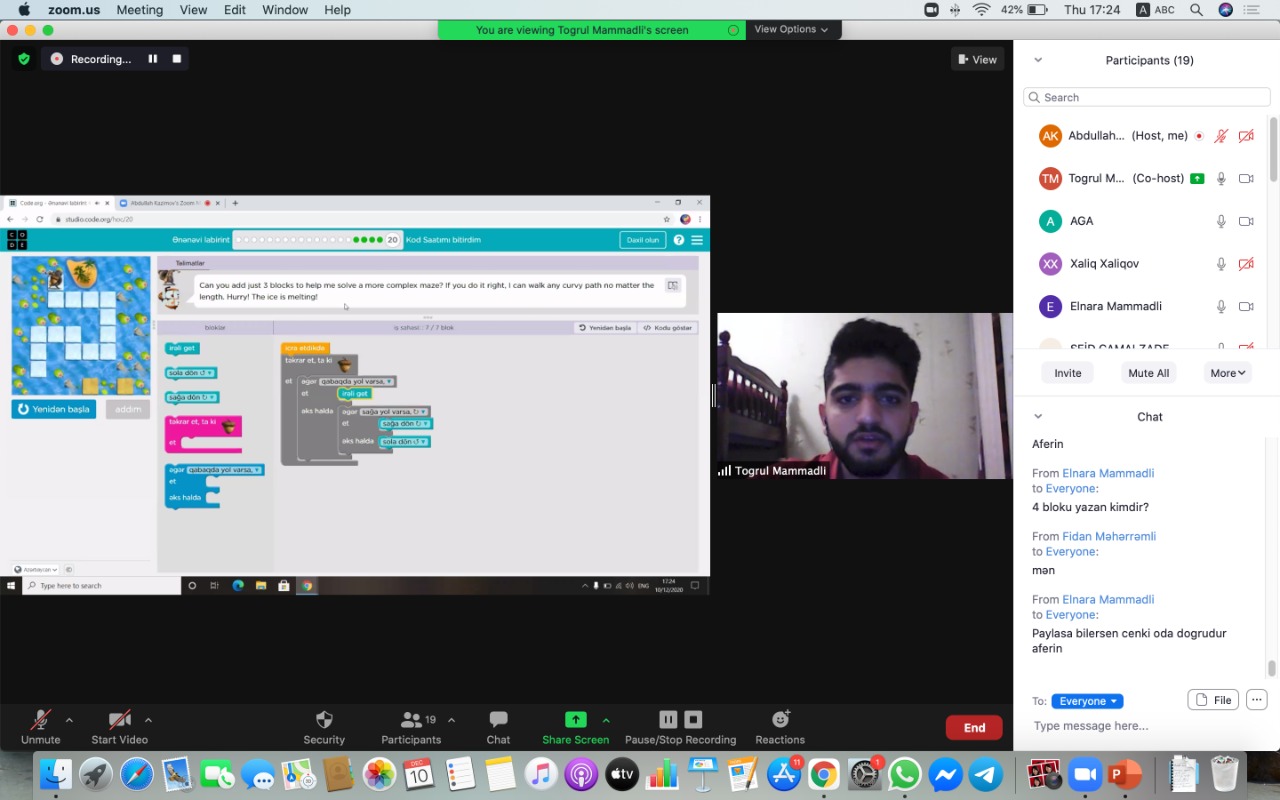 zoom.us Meeting View Edit Window Help 42% Thu 17:24 A ABC
You are viewing Togrul Mammadli's screen View Options
Recording... View
Participants (19)
Search
AK Abdullah... (Host, me)
TM Togrul M... (Co-host)
A AGA
XX Xaliq Xaliqov
E Elnara Mammadli
SEİD CAMALZADE
Invite Mute All More
Chat
Aferin
From Elnara Mammadli
to Everyone:
4 bloku yazan kimdir?
From Fidan Məhərrəmli
to Everyone:
mən
From Elnara Mammadli
to Everyone:
Paylasa bilersen cenki oda dogrudur
aferin
To: Everyone File
Type message here...
Code.org - Ənənəvi labirint Abdullah Kazımov's Zoom M
studio.code.org/hoc/20
CODE Ənənəvi labirint 20 Kod Saatımı bitirdim Daxil olun
Təlimatlar
Can you add just 3 blocks to help me solve a more complex maze? If you do it right, I can walk any curvy path no matter the
length. Hurry! The ice is melting!
bloklar iş sahəsi : 7 / 7 blok Yenidən başla Kodu göstər
irəli get
sola dön
sağa dön
təkrar et, ta ki
et
əgər qabaqda yol varsa,
et
əks halda
icra etdikdə
təkrar et, ta ki
et əgər qabaqda yol varsa,
et irəli get
əks halda əgər sağa yol varsa,
et sağa dön
əks halda sola dön
Yenidən başla addım
Azərbaycan
Type here to search ENG 17:24
10/12/2020
Togrul Mammadli
Unmute Start Video Security Participants 19 Chat Share Screen Pause/Stop Recording Reactions End
DEC
10
tv
11
1
P